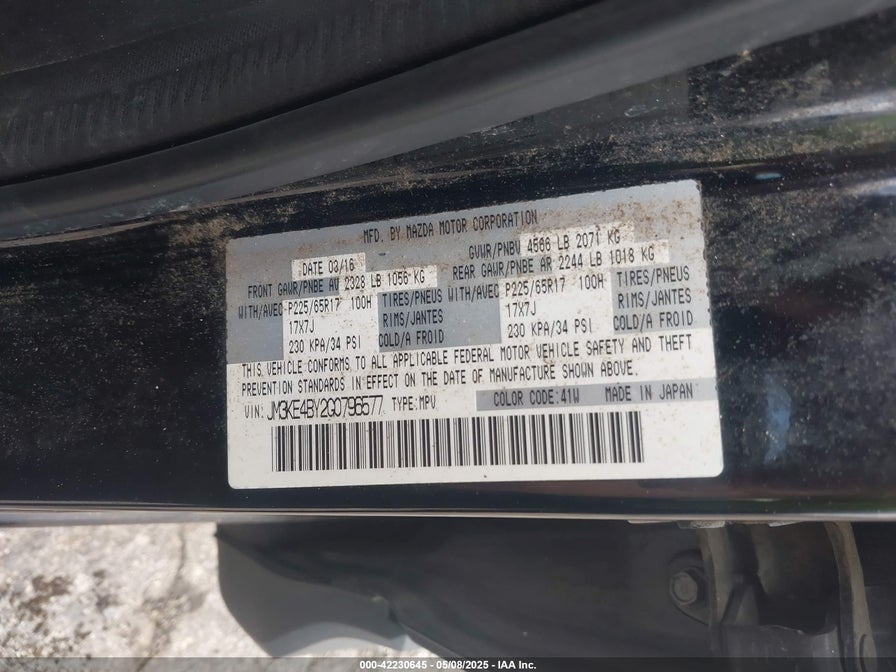 MFD. BY MAZDA MOTOR CORPORATION
DATE 03/16 GVWR/PNBV 4566 LB 2071 KG
FRONT GAWR/PNBE AV 2328 LB 1056 KG REAR GAWR/PNBE AR 2244 LB 1018 KG
WITH/AVEC P225/65R17 100H TIRES/PNEUS WITH/AVEC P225/65R17 100H TIRES/PNEUS
17X7J RIMS/JANTES 17X7J RIMS/JANTES
230 KPA/34 PSI COLD/A FROID 230 KPA/34 PSI COLD/A FROID
THIS VEHICLE CONFORMS TO ALL APPLICABLE FEDERAL MOTOR VEHICLE SAFETY AND THEFT
PREVENTION STANDARDS IN EFFECT ON THE DATE OF MANUFACTURE SHOWN ABOVE.
VIN: JM3KE4BY2G0796577 TYPE:MPV COLOR CODE:41W MADE IN JAPAN
000-42230645 - 05/08/2025 - IAA Inc.